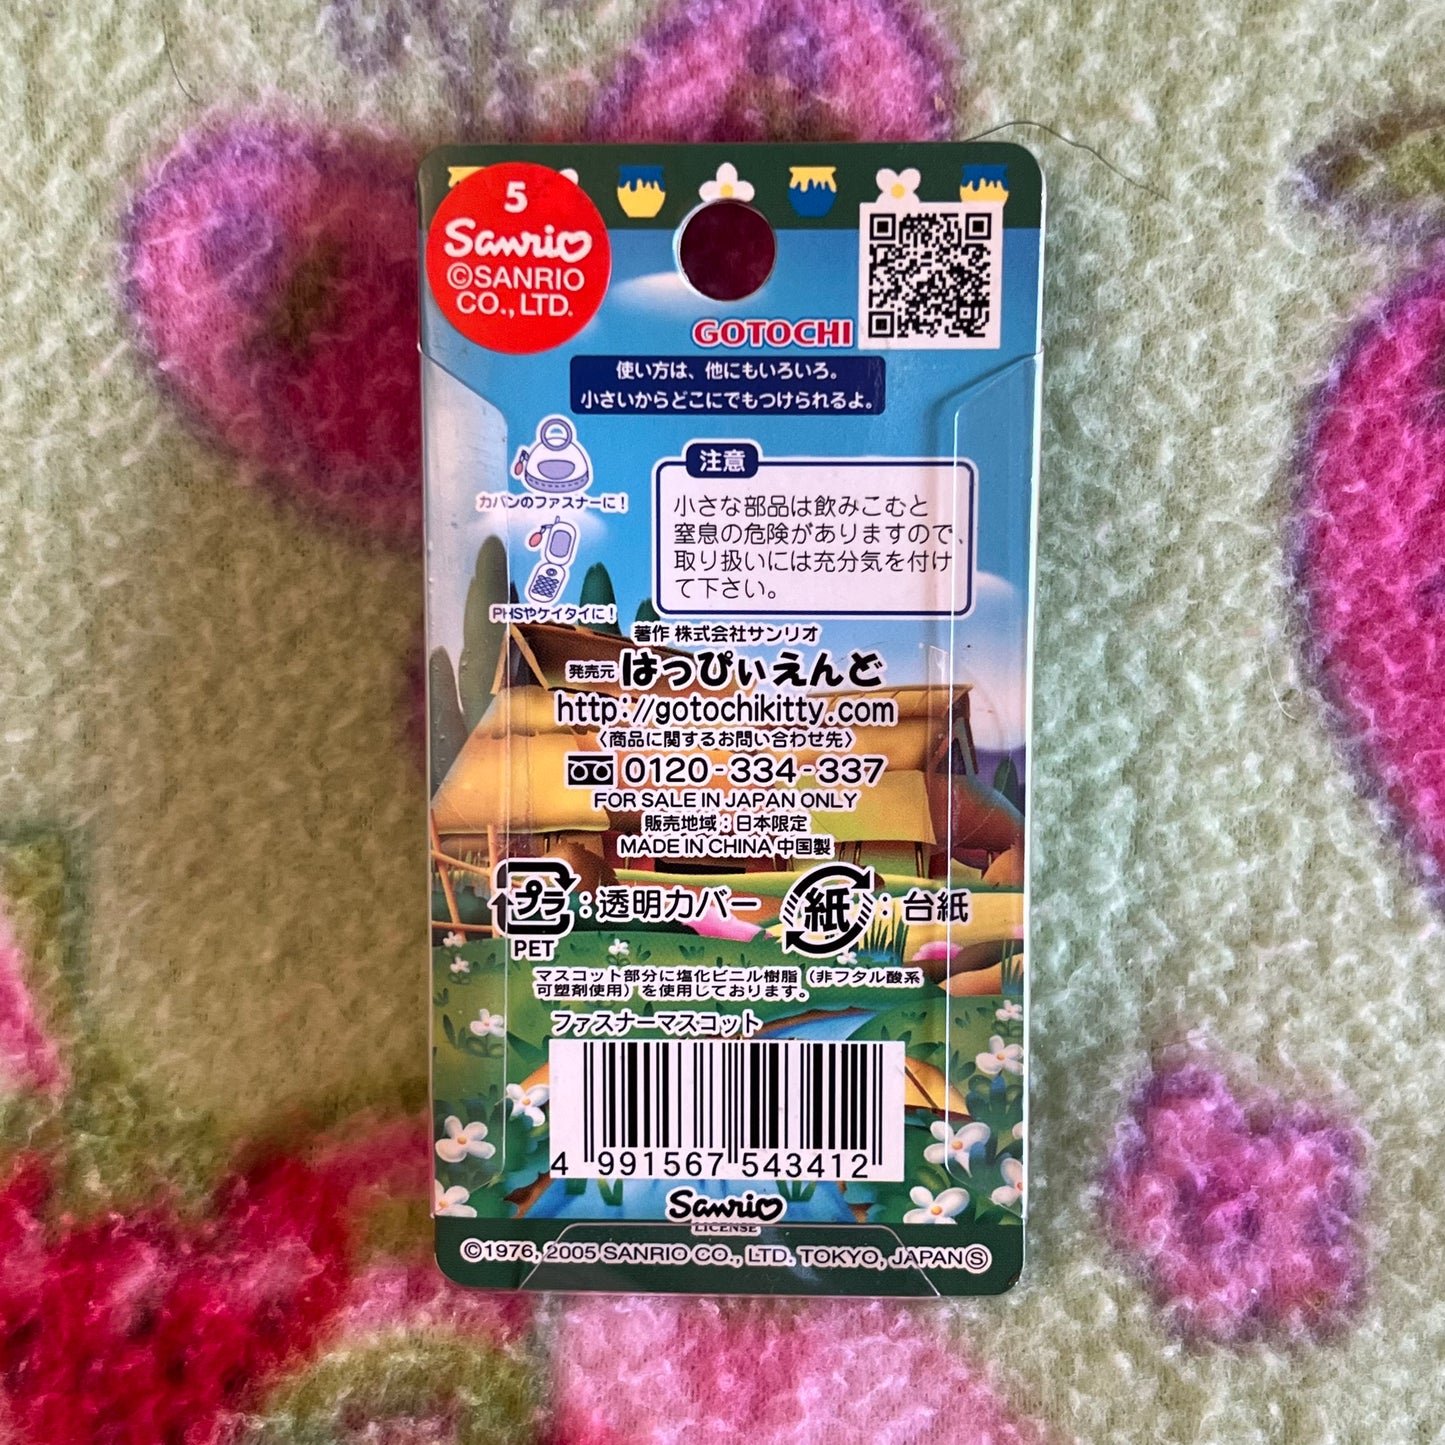 5
Sanrio
©SANRIO
CO., LTD.
GOTOCHI
使い方は、他にもいろいろ。
小さいからどこにでもつけられるよ。
カバンのファスナーに!
PHSやケイタイに!
注意
小さな部品は飲みこむと
窒息の危険がありますので、
取り扱いには充分気を付け
て下さい。
著作 株式会社サンリオ
発売元 はっぴぃえんど
http://gotochikitty.com
〈商品に関するお問い合わせ先〉
0120-334-337
FOR SALE IN JAPAN ONLY
販売地域:日本限定
MADE IN CHINA 中国製
プラ:透明カバー 紙:台紙
PET
マスコット部分に塩化ビニル樹脂(非フタル酸系
可塑剤使用)を使用しております。
ファスナーマスコット
4 991567 543412
Sanrio
LICENSE
©1976, 2005 SANRIO CO., LTD. TOKYO, JAPAN Ⓢ